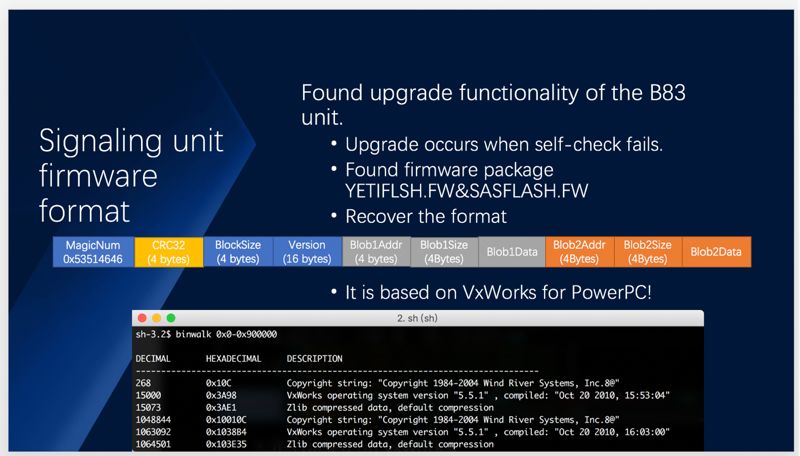 Found upgrade functionality of the B83
unit.
Signaling unit
firmware
format
• Upgrade occurs when self-check fails.
• Found firmware package
YETIFLSH.FW&SASFLASH.FW
• Recover the format
MagicNum CRC32 BlockSize Version Blob1Addr Blob1Size Blob1Data Blob2Addr Blob2Size Blob2Data
0x53514646 (4 bytes) (4 bytes) (16 bytes) (4 bytes) (4Bytes) (4Bytes) (4Bytes)
• It is based on VxWorks for PowerPC!
2. sh (sh)
sh-3.2$ binwalk 0x0-0x900000
DECIMAL HEXADECIMAL DESCRIPTION
--------------------------------------------------------------------------------
268 0x10C Copyright string: "Copyright 1984-2004 Wind River Systems, Inc.8@"
15000 0x3A98 VxWorks operating system version "5.5.1" , compiled: "Oct 20 2010, 15:53:04"
15073 0x3AE1 Zlib compressed data, default compression
1048844 0x10010C Copyright string: "Copyright 1984-2004 Wind River Systems, Inc.8@"
1063092 0x1038B4 VxWorks operating system version "5.5.1" , compiled: "Oct 20 2010, 16:03:00"
1064501 0x103E35 Zlib compressed data, default compression